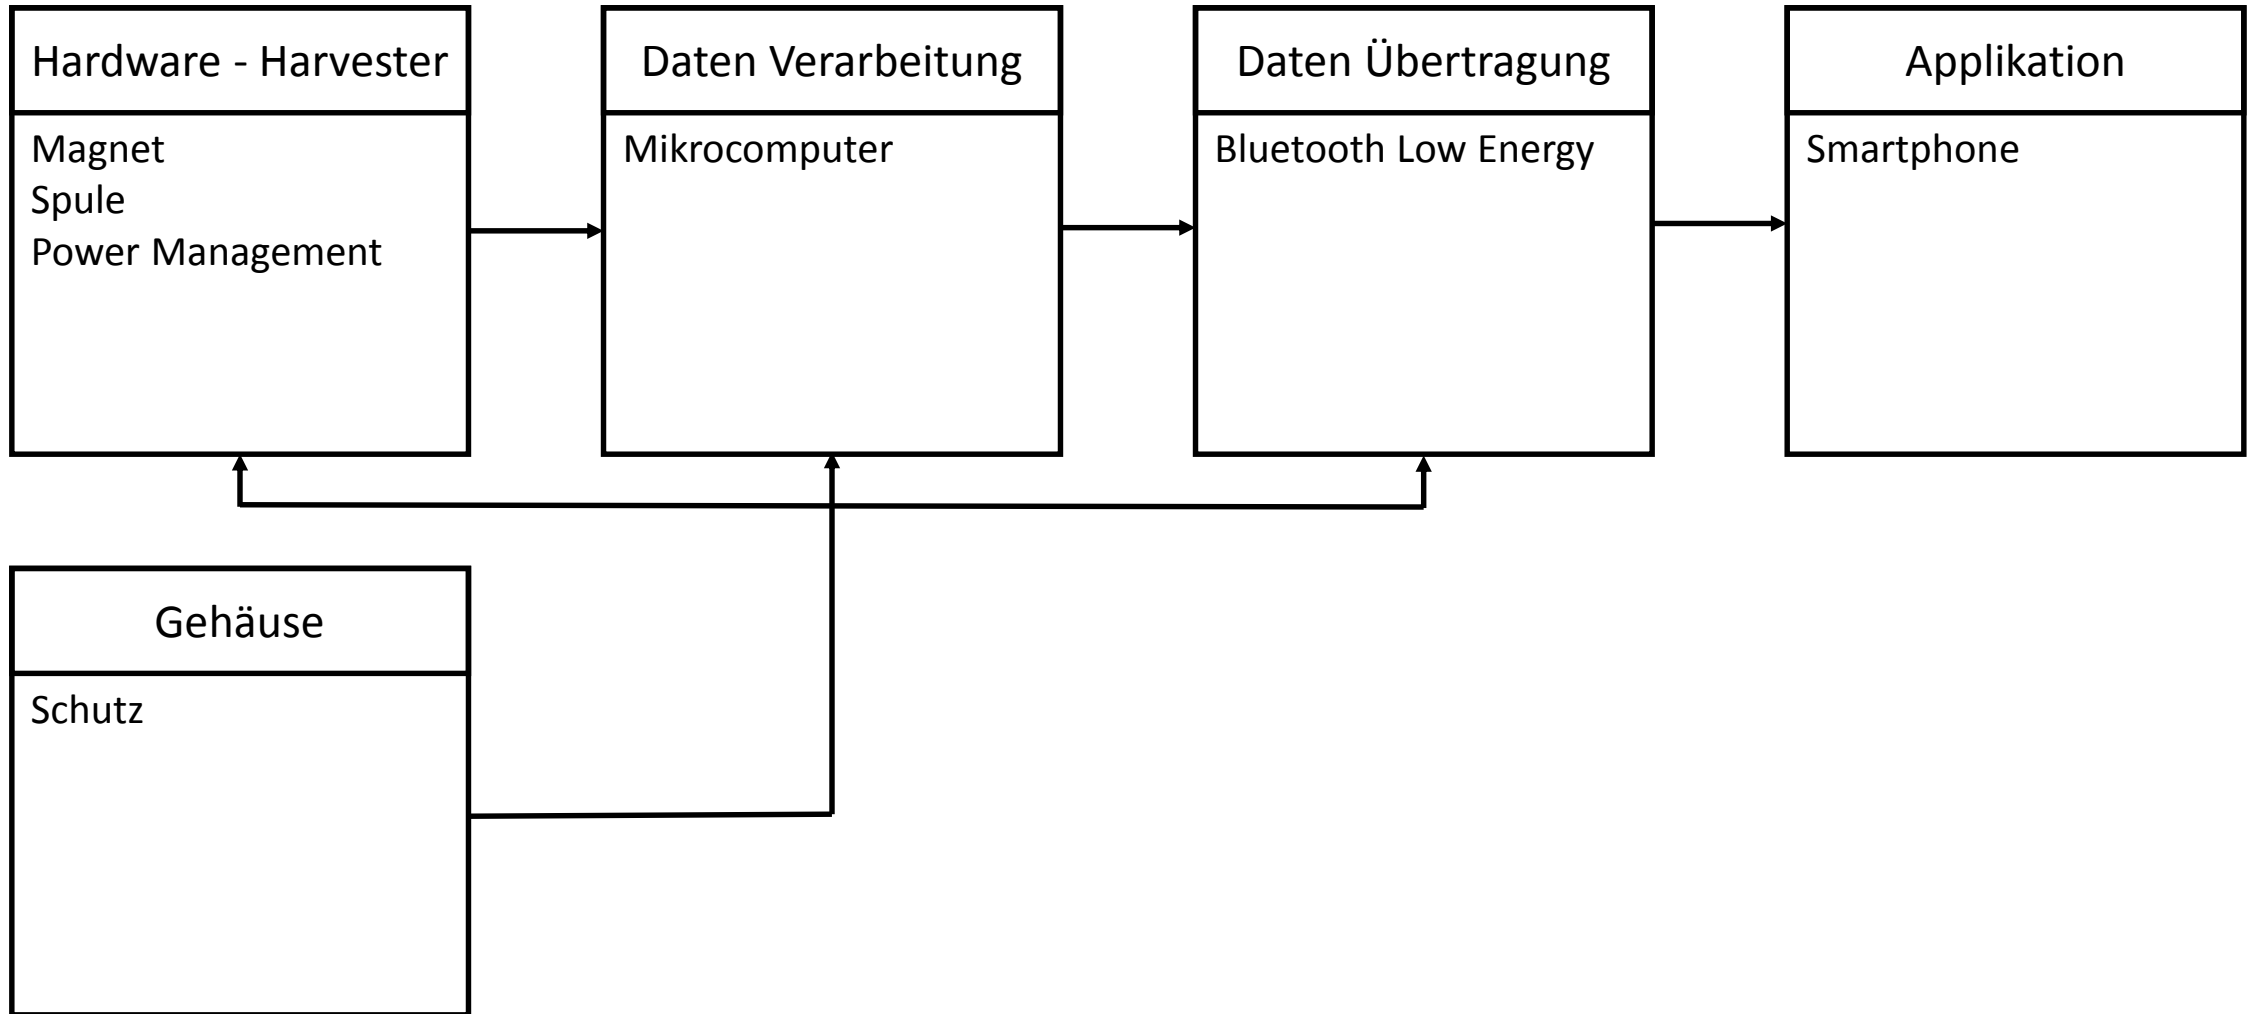 Hardware - Harvester
Magnet
Spule
Power Management
Daten Verarbeitung
Mikrocomputer
Daten Übertragung
Bluetooth Low Energy
Applikation
Smartphone
Gehäuse
Schutz